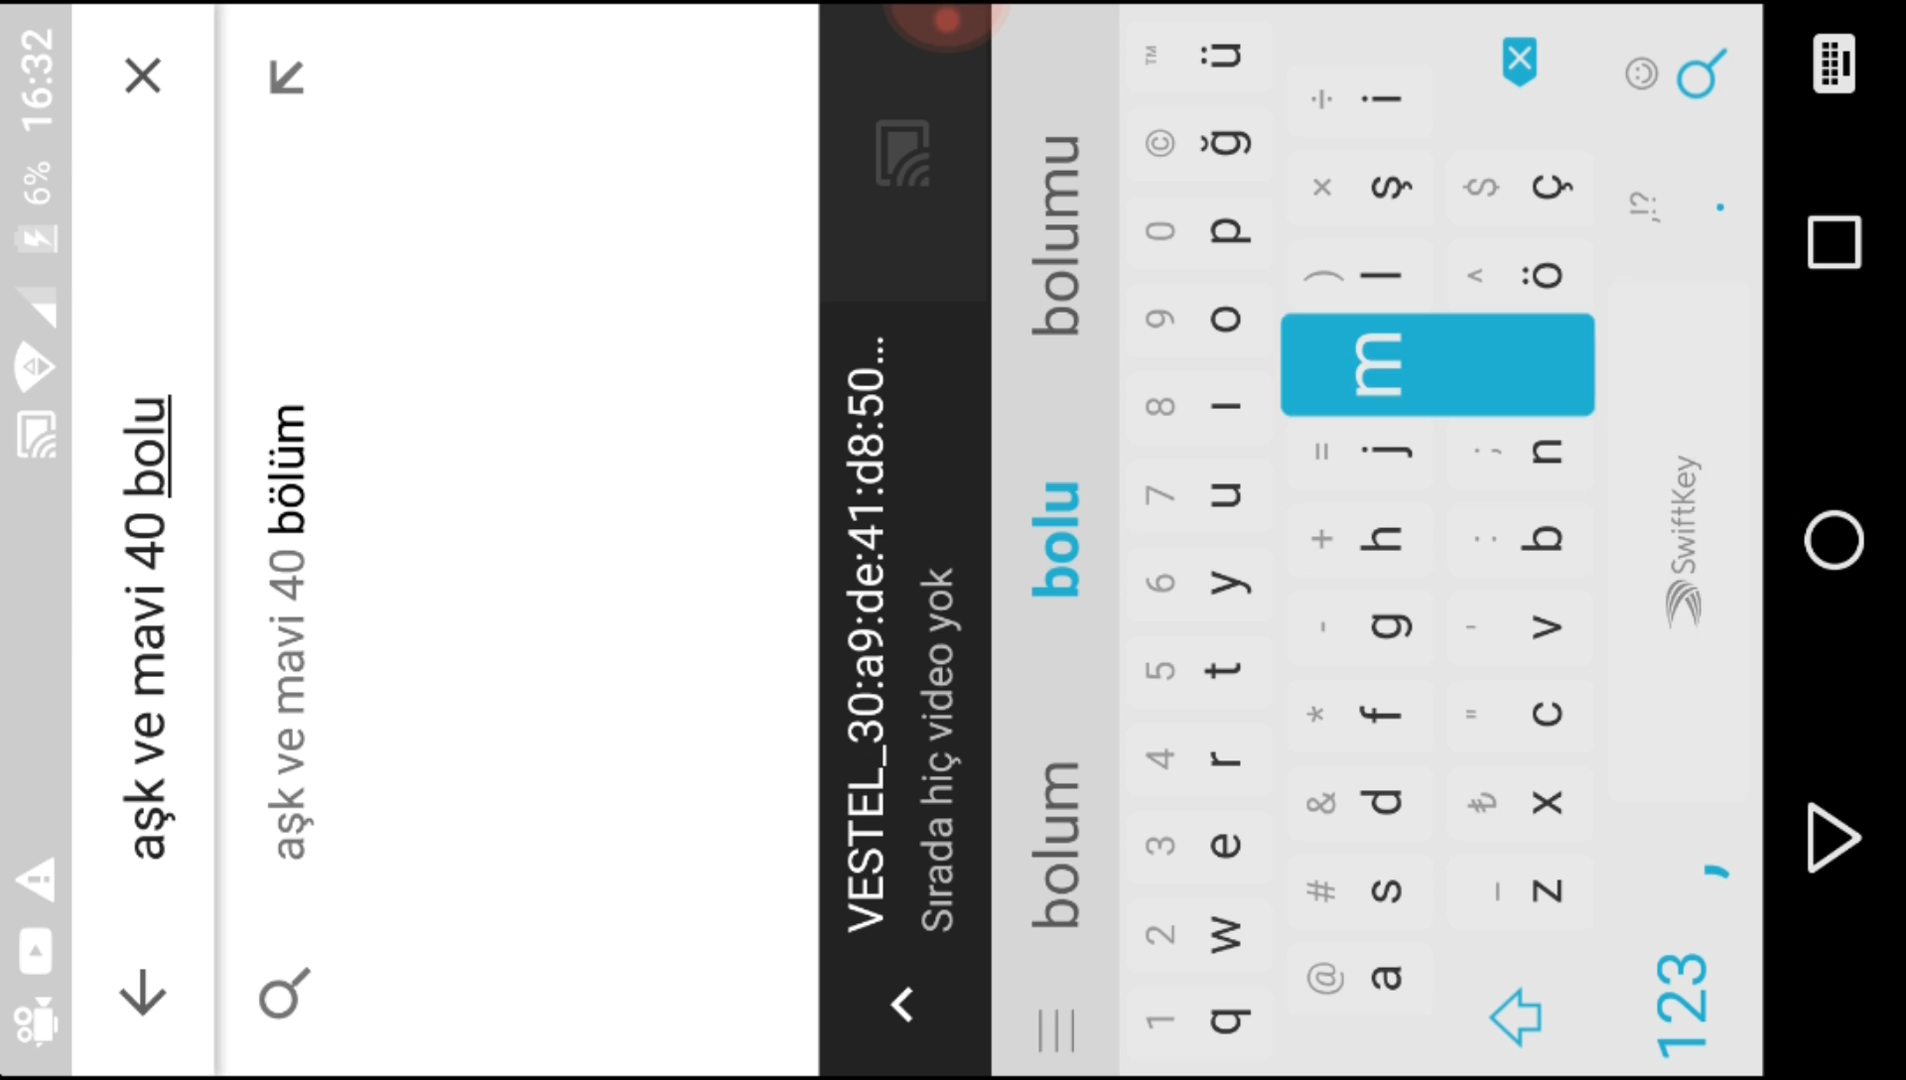 6% 16:32
aşk ve mavi 40 bolu
aşk ve mavi 40 bölüm
VESTEL_30:a9:de:41:d8:50...
Sırada hiç video yok
bolum bolu bolumu
1 2 3 4 5 6 7 8 9 0 © ™
q w e r t y u ı o p ğ ü
@ # & * - + = ) × ÷
a s d f g h j m l ş i
_ ₺ " ' : ; ^ $
z x c v b n ö ç
123 , SwiftKey ,!? .